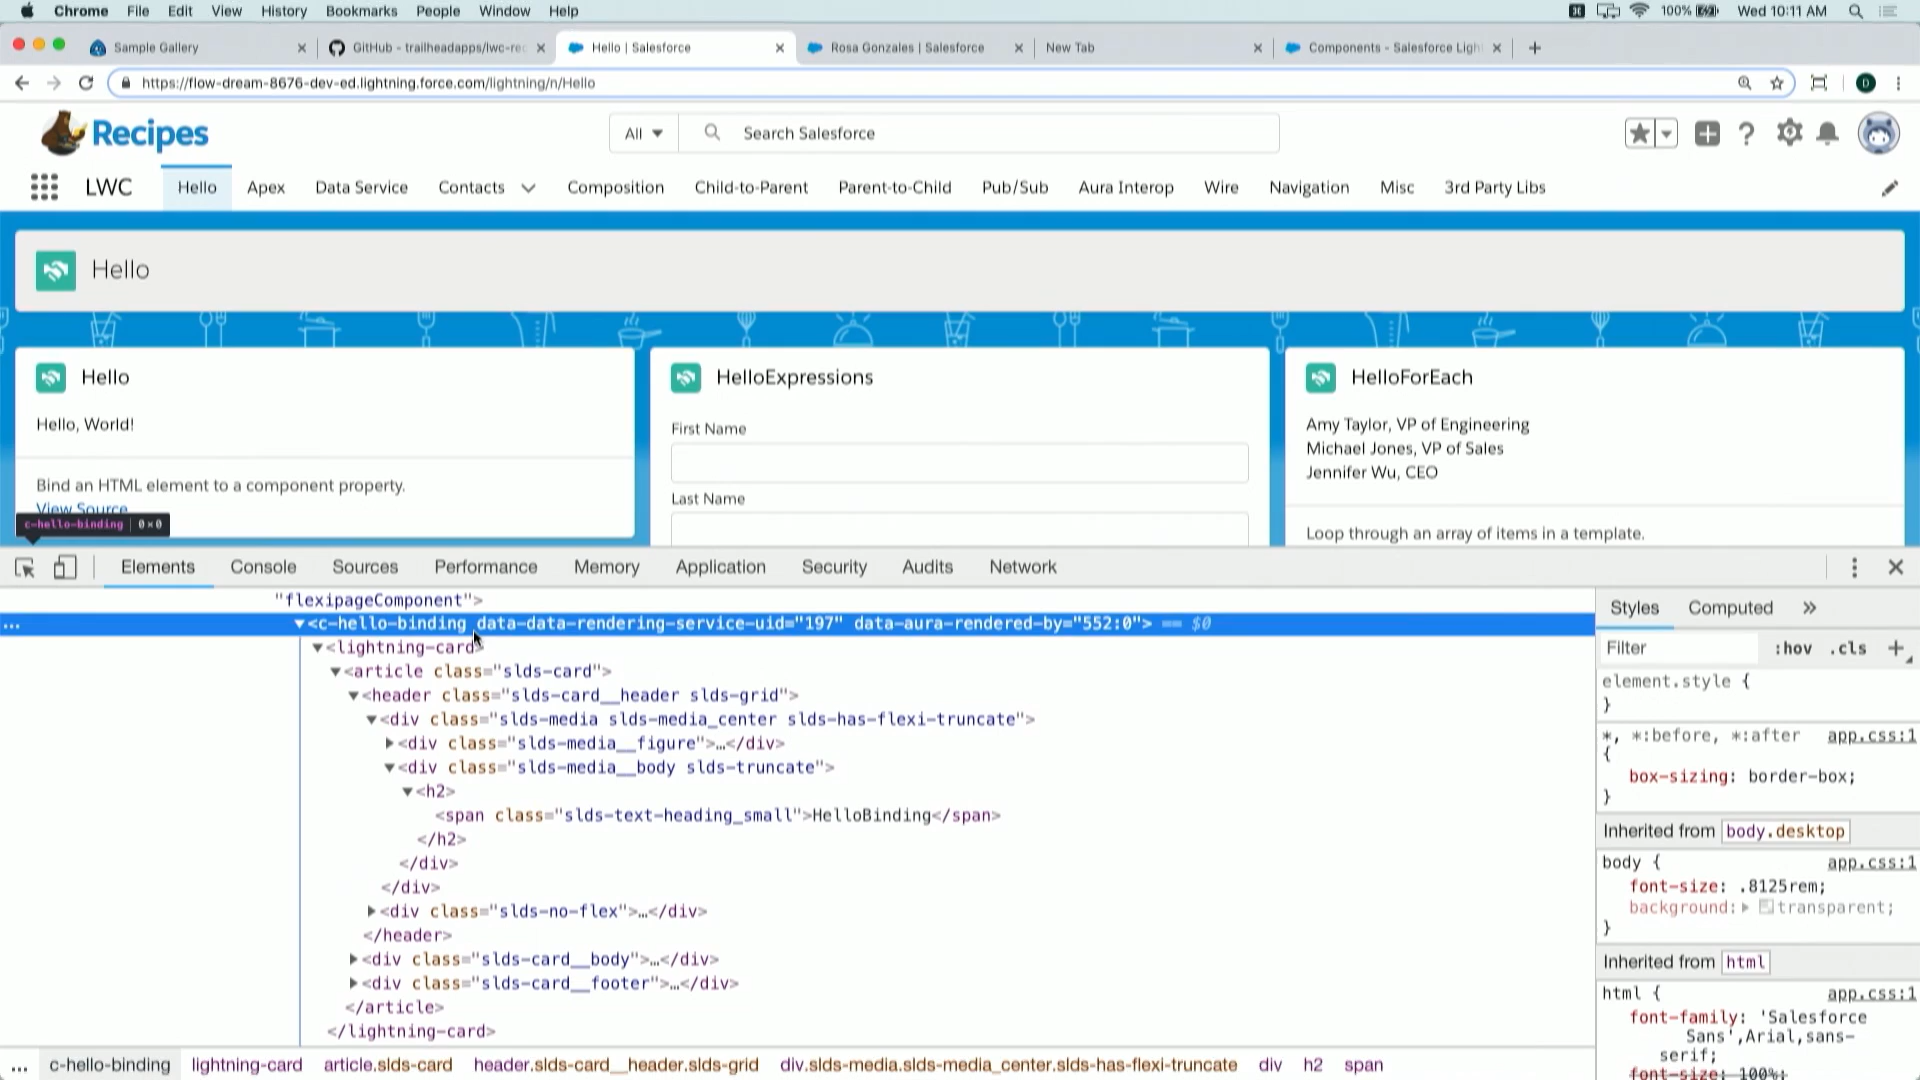 Chrome File Edit View History Bookmarks People Window Help 100% Wed 10:11 AM
Sample Gallery GitHub - trailheadapps/lwc-rec Hello | Salesforce Rosa Gonzales | Salesforce New Tab Components - Salesforce Ligh
https://flow-dream-8676-dev-ed.lightning.force.com/lightning/n/Hello D
Recipes All Search Salesforce
LWC Hello Apex Data Service Contacts Composition Child-to-Parent Parent-to-Child Pub/Sub Aura Interop Wire Navigation Misc 3rd Party Libs
Hello
Hello
Hello, World!
Bind an HTML element to a component property.
View Source
c-hello-binding 0×0
HelloExpressions
First Name
Last Name
HelloForEach
Amy Taylor, VP of Engineering
Michael Jones, VP of Sales
Jennifer Wu, CEO
Loop through an array of items in a template.
Elements Console Sources Performance Memory Application Security Audits Network
"flexipageComponent">
... ▼<c-hello-binding data-data-rendering-service-uid="197" data-aura-rendered-by="552:0"> == $0
▼<lightning-card>
▼<article class="slds-card">
▼<header class="slds-card__header slds-grid">
▼<div class="slds-media slds-media_center slds-has-flexi-truncate">
▶<div class="slds-media__figure">…</div>
▼<div class="slds-media__body slds-truncate">
▼<h2>
<span class="slds-text-heading_small">HelloBinding</span>
</h2>
</div>
</div>
▶<div class="slds-no-flex">…</div>
</header>
▶<div class="slds-card__body">…</div>
▶<div class="slds-card__footer">…</div>
</article>
</lightning-card>
... c-hello-binding lightning-card article.slds-card header.slds-card__header.slds-grid div.slds-media.slds-media_center.slds-has-flexi-truncate div h2 span
Styles Computed »
Filter :hov .cls +
element.style {
}
*, *:before, *:after app.css:1
{
box-sizing: border-box;
}
Inherited from body.desktop
body { app.css:1
font-size: .8125rem;
background:▶ transparent;
}
Inherited from html
html { app.css:1
font-family: 'Salesforce
Sans',Arial,sans-
serif;
font-size: 100%;